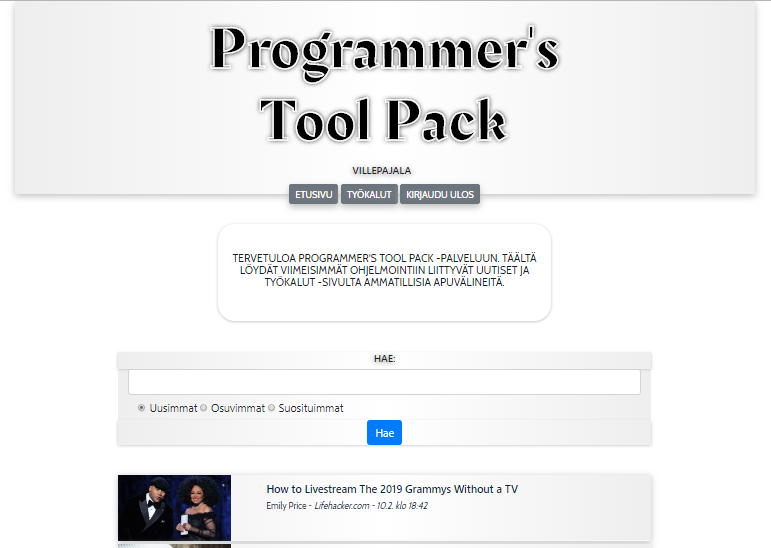 Programmer's
Tool Pack
VILLEPAJALA
ETUSIVU TYÖKALUT KIRJAUDU ULOS
TERVETULOA PROGRAMMER'S TOOL PACK -PALVELUUN. TÄÄLTÄ
LÖYDÄT VIIMEISIMMÄT OHJELMOINTIIN LIITTYVÄT UUTISET JA
TYÖKALUT -SIVULTA AMMATILLISIA APUVÄLINEITÄ.
HAE:
Uusimmat Osuvimmat Suosituimmat
Hae
How to Livestream The 2019 Grammys Without a TV
Emily Price - Lifehacker.com - 10.2. klo 18:42